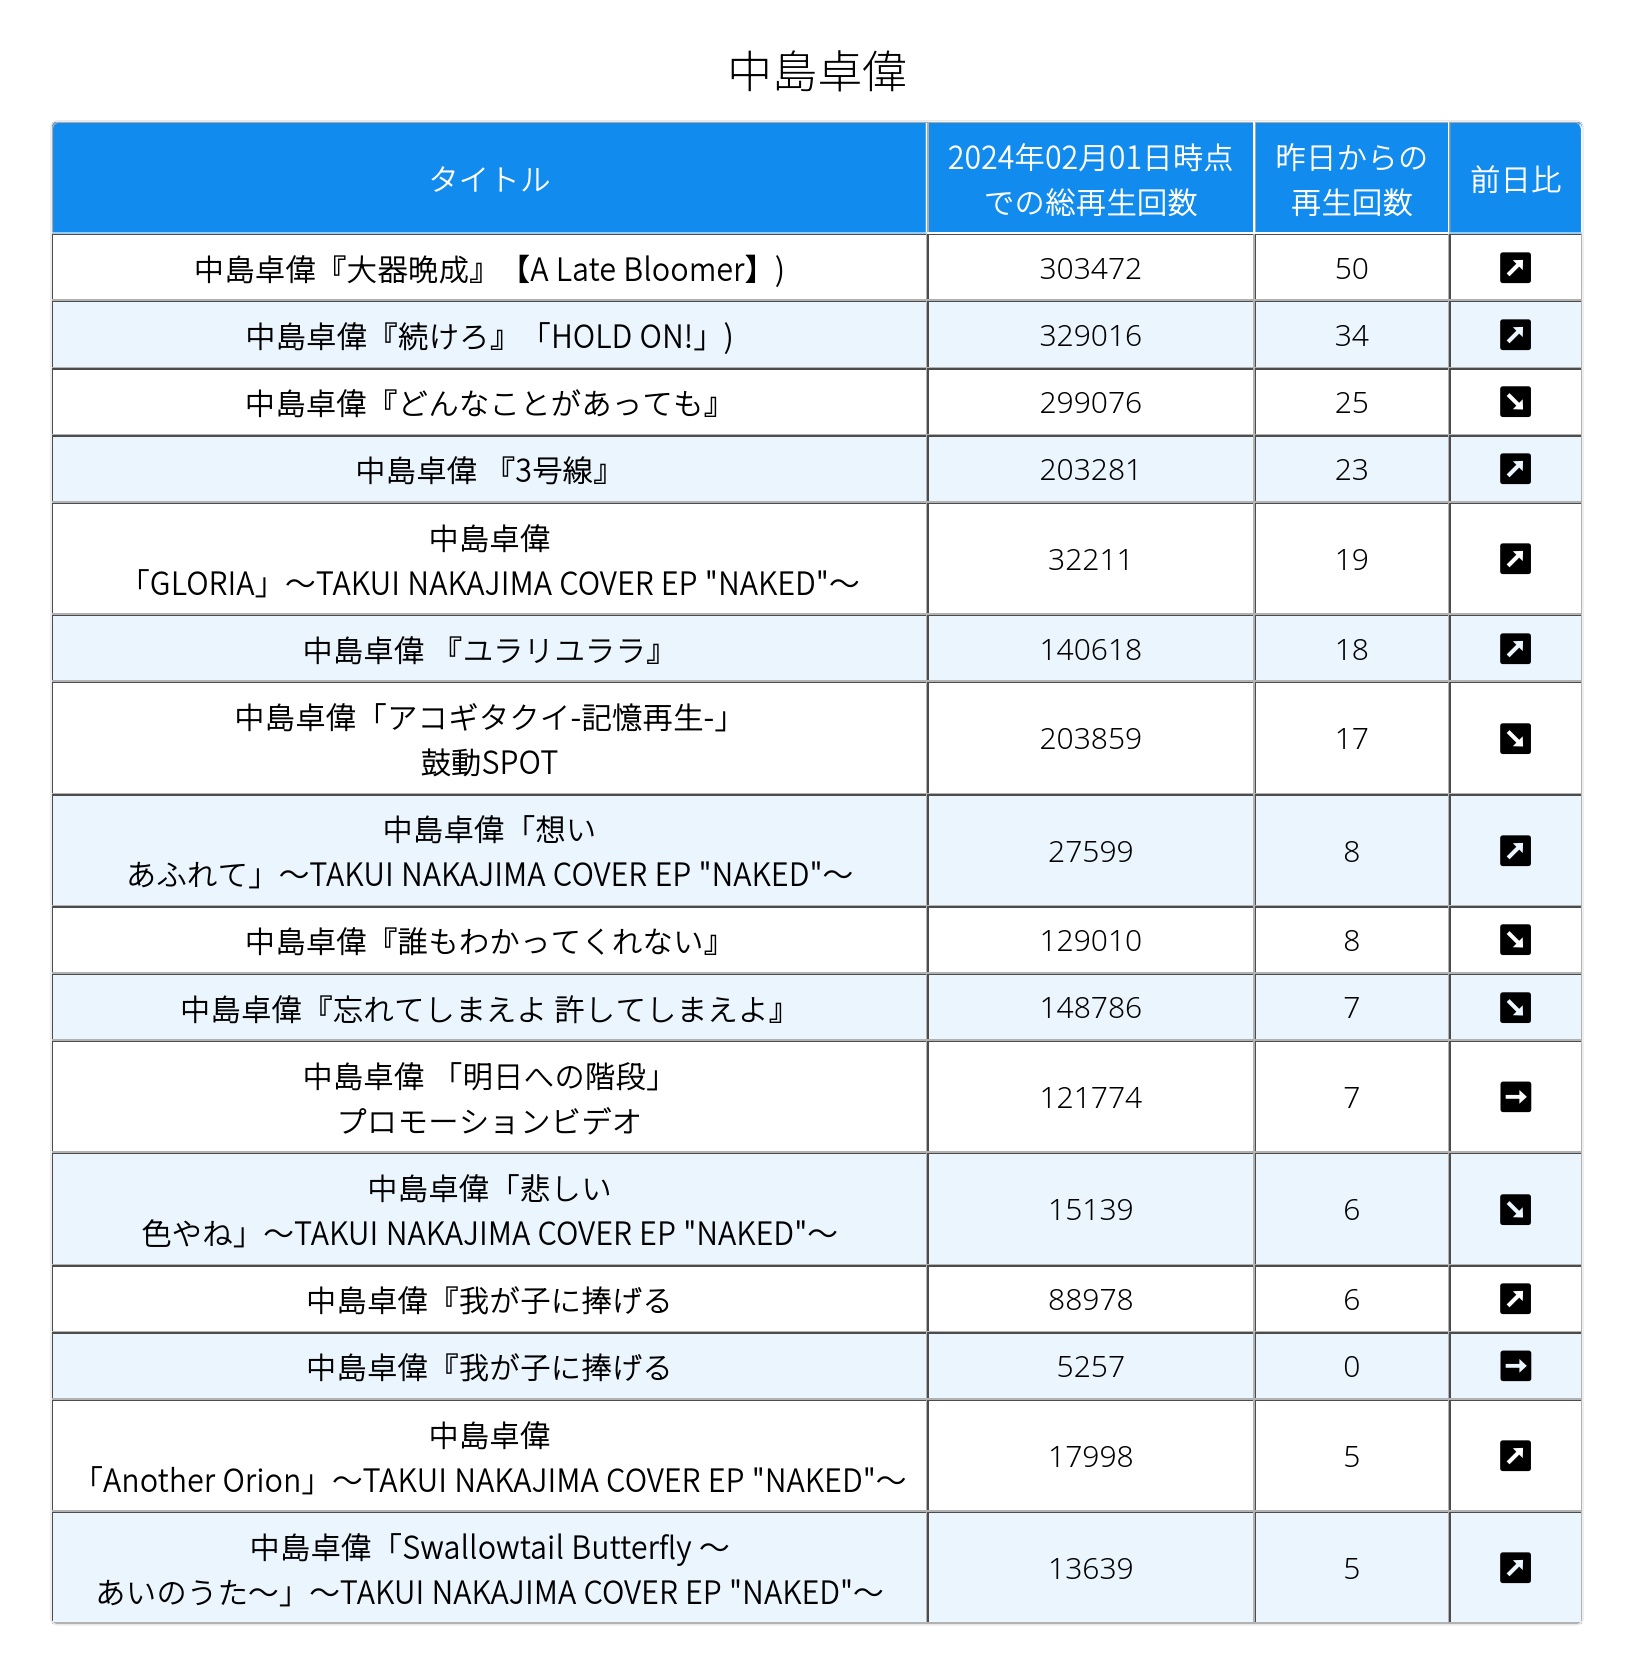 中島卓偉
タイトル
2024年02月01日時点
での総再生回数
昨日からの
再生回数
前日比
中島卓偉『大器晩成』【A Late Bloomer】)
303472
50
中島卓偉『続けろ』「HOLD ON!」)
329016
34
中島卓偉『どんなことがあっても』
299076
25
中島卓偉 『3号線』
203281
23
中島卓偉
「GLORIA」～TAKUI NAKAJIMA COVER EP "NAKED"～
32211
19
中島卓偉 『ユラリユララ』
140618
18
中島卓偉「アコギタクイ-記憶再生-」
鼓動SPOT
203859
17
中島卓偉「想い
あふれて」～TAKUI NAKAJIMA COVER EP "NAKED"～
27599
8
中島卓偉『誰もわかってくれない』
129010
8
中島卓偉『忘れてしまえよ 許してしまえよ』
148786
7
中島卓偉 「明日への階段」
プロモーションビデオ
121774
7
中島卓偉「悲しい
色やね」～TAKUI NAKAJIMA COVER EP "NAKED"～
15139
6
中島卓偉『我が子に捧げる
88978
6
中島卓偉『我が子に捧げる
5257
0
中島卓偉
「Another Orion」～TAKUI NAKAJIMA COVER EP "NAKED"～
17998
5
中島卓偉「Swallowtail Butterfly ～
あいのうた～」～TAKUI NAKAJIMA COVER EP "NAKED"～
13639
5